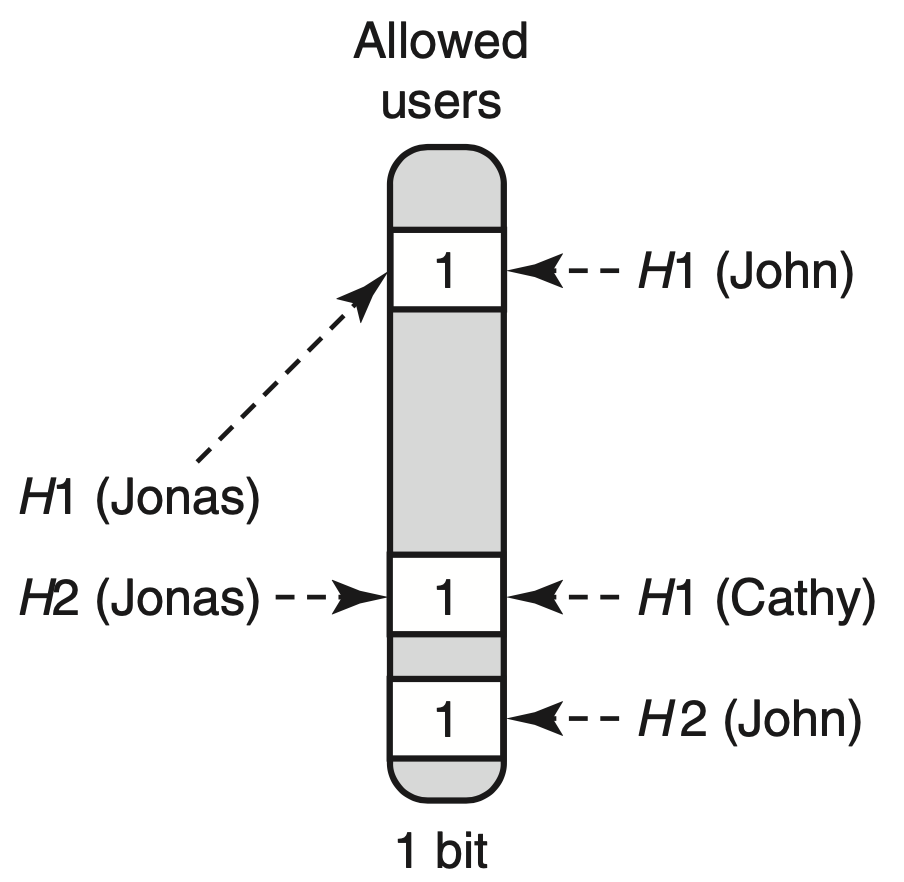 Allowed
users
1
H1 (John)
H1 (Jonas)
H2 (Jonas)
1
H1 (Cathy)
1
H2 (John)
1 bit